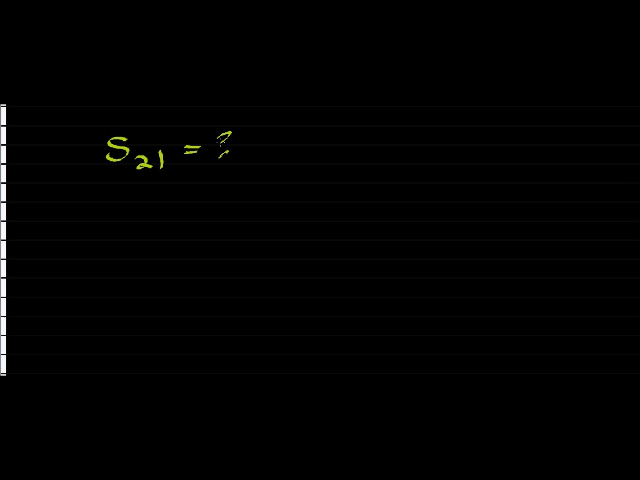 S₂₁ = ?